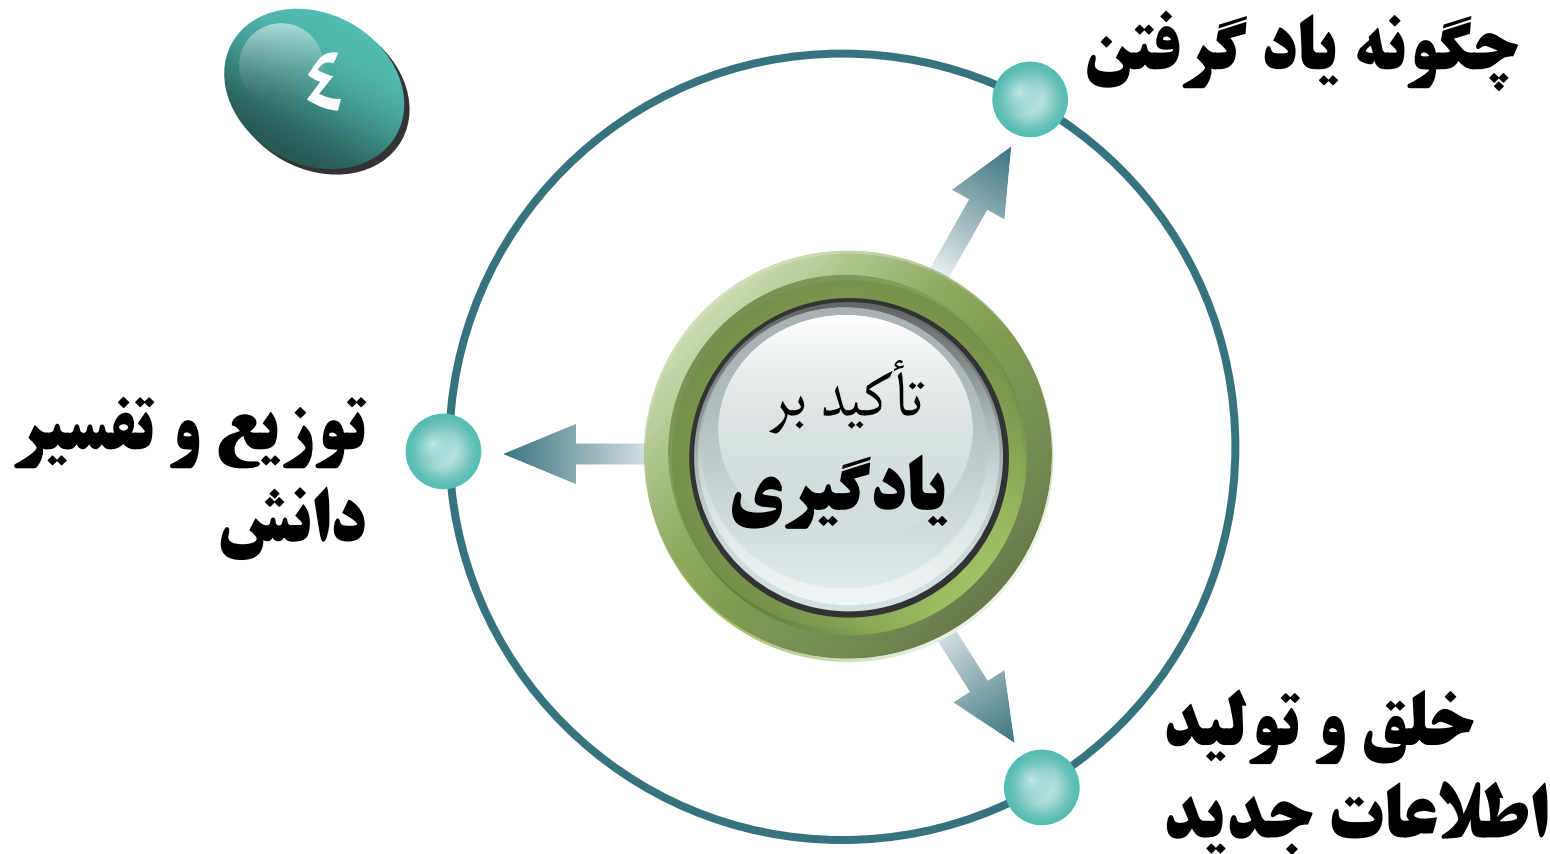 ٤
چگونه یاد گرفتن
تأکید بر
یادگیری
توزیع و تفسیر
دانش
خلق و تولید
اطلاعات جدید